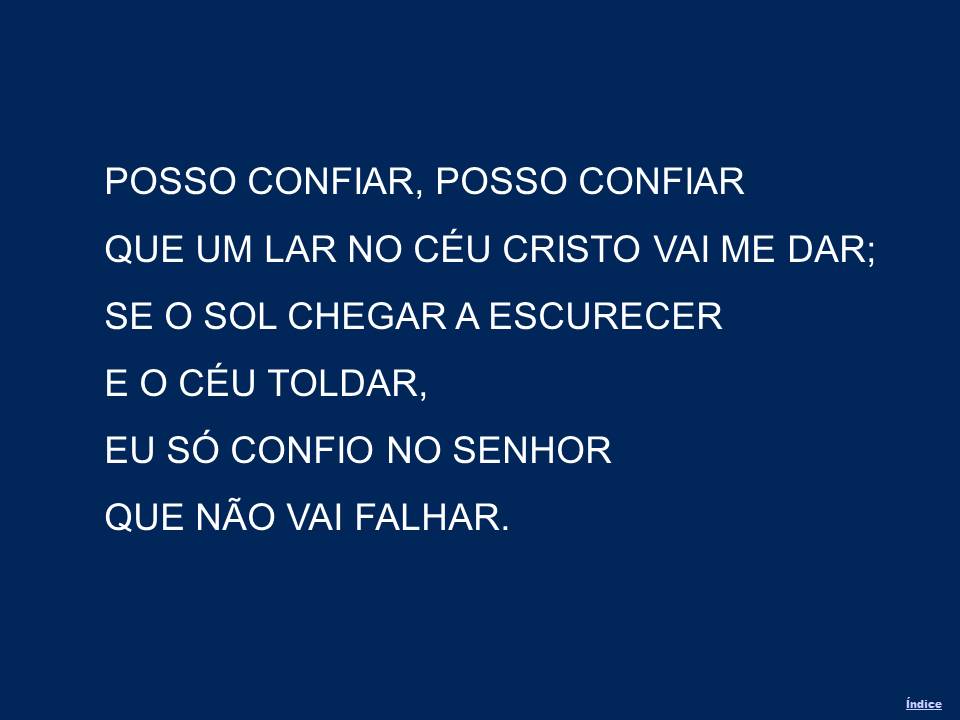 POSSO CONFIAR, POSSO CONFIAR
QUE UM LAR NO CÉU CRISTO VAI ME DAR;
SE O SOL CHEGAR A ESCURECER
E O CÉU TOLDAR,
EU SÓ CONFIO NO SENHOR
QUE NÃO VAI FALHAR.
Índice